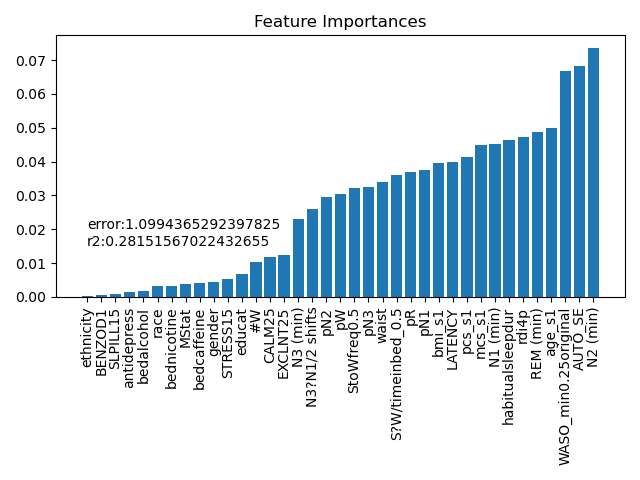 Feature Importances
0.07
0.06
0.05
0.04
0.03
0.02
0.01
0.00
error:1.0994365292397825
r2:0.28151567022432655
ethnicity
BENZOD1
SLPILL15
antidepress
bedalcohol
race
bednicotine
MStat
bedcaffeine
gender
STRESS15
educat
#W
CALM25
EXCLNT25
N3 (min)
N3?N1/2 shifts
pN2
pW
StoWfreq0.5
pN3
waist
S?W/timeinbed_0.5
pR
pN1
bmi_s1
LATENCY
pcs_s1
mcs_s1
N1 (min)
habitualsleepdur
rdi4p
REM (min)
age_s1
WASO_min0.25original
AUTO_SE
N2 (min)